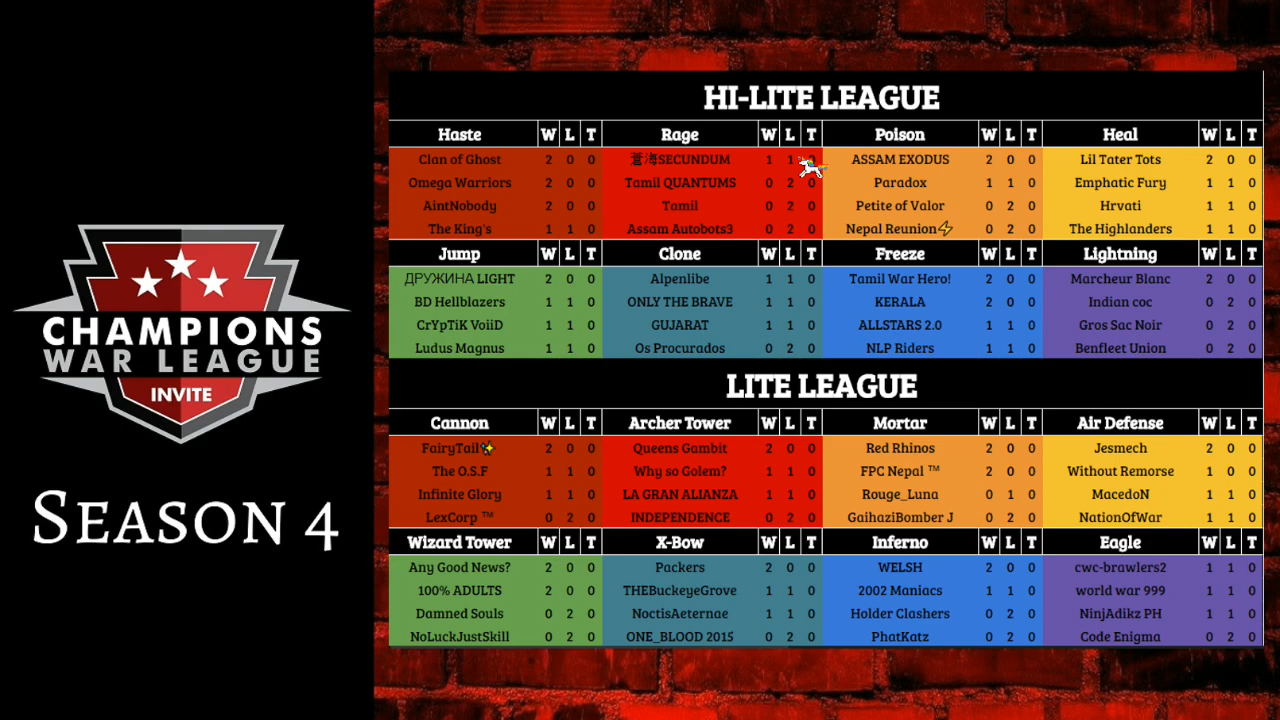 HI-LITE LEAGUE
Haste W L T Rage W L T Poison W L T Heal W L T
Clan of Ghost 2 0 0 蒼海SECUNDUM 1 1 ASSAM EXODUS 2 0 0 Lil Tater Tots 2 0 0
Omega Warriors 2 0 0 Tamil QUANTUMS 0 2 0 Paradox 1 1 0 Emphatic Fury 1 1 0
AintNobody 2 0 0 Tamil 0 2 0 Petite of Valor 0 2 0 Hrvati 1 1 0
The King's 1 1 0 Assam Autobots3 0 2 0 Nepal Reunion⚡ 0 2 0 The Highlanders 1 1 0
Jump W L T Clone W L T Freeze W L T Lightning W L T
ДРУЖИНА LIGHT 2 0 0 Alpenlibe 1 1 0 Tamil War Hero! 2 0 0 Marcheur Blanc 2 0 0
BD Hellblazers 1 1 0 ONLY THE BRAVE 1 1 0 KERALA 2 0 0 Indian coc 0 2 0
CrYpTiK VoiiD 1 1 0 GUJARAT 1 1 0 ALLSTARS 2.0 1 1 0 Gros Sac Noir 0 2 0
Ludus Magnus 1 1 0 Os Procurados 0 2 0 NLP Riders 1 1 0 Benfleet Union 0 2 0
LITE LEAGUE
Cannon W L T Archer Tower W L T Mortar W L T Air Defense W L T
FairyTail 2 0 0 Queens Gambit 2 0 0 Red Rhinos 2 0 0 Jesmech 2 0 0
The O.S.F 1 1 0 Why so Golem? 1 1 0 FPC Nepal ™ 2 0 0 Without Remorse 1 0 0
Infinite Glory 1 1 0 LA GRAN ALIANZA 1 1 0 Rouge_Luna 0 1 0 MacedoN 1 1 0
LexCorp ™ 0 2 0 INDEPENDENCE 0 2 0 GaihaziBomber J 0 2 0 NationOfWar 1 1 0
Wizard Tower W L T X-Bow W L T Inferno W L T Eagle W L T
Any Good News? 2 0 0 Packers 2 0 0 WELSH 2 0 0 cwc-brawlers2 1 1 0
100% ADULTS 2 0 0 THEBuckeyeGrove 1 1 0 2002 Maniacs 1 1 0 world war 999 1 1 0
Damned Souls 0 2 0 NoctisAeternae 1 1 0 Holder Clashers 0 2 0 NinjAdikz PH 1 1 0
NoLuckJustSkill 0 2 0 ONE_BLOOD 2015 0 2 0 PhatKatz 0 2 0 Code Enigma 0 2 0
CHAMPIONS
WAR LEAGUE
INVITE
SEASON 4